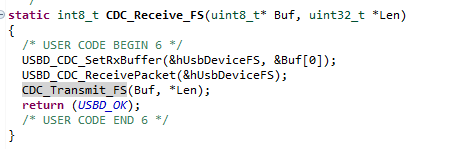 static int8_t CDC_Receive_FS(uint8_t* Buf, uint32_t *Len)
{
  /* USER CODE BEGIN 6 */
  USBD_CDC_SetRxBuffer(&hUsbDeviceFS, &Buf[0]);
  USBD_CDC_ReceivePacket(&hUsbDeviceFS);
  CDC_Transmit_FS(Buf, *Len);
  return (USBD_OK);
  /* USER CODE END 6 */
}